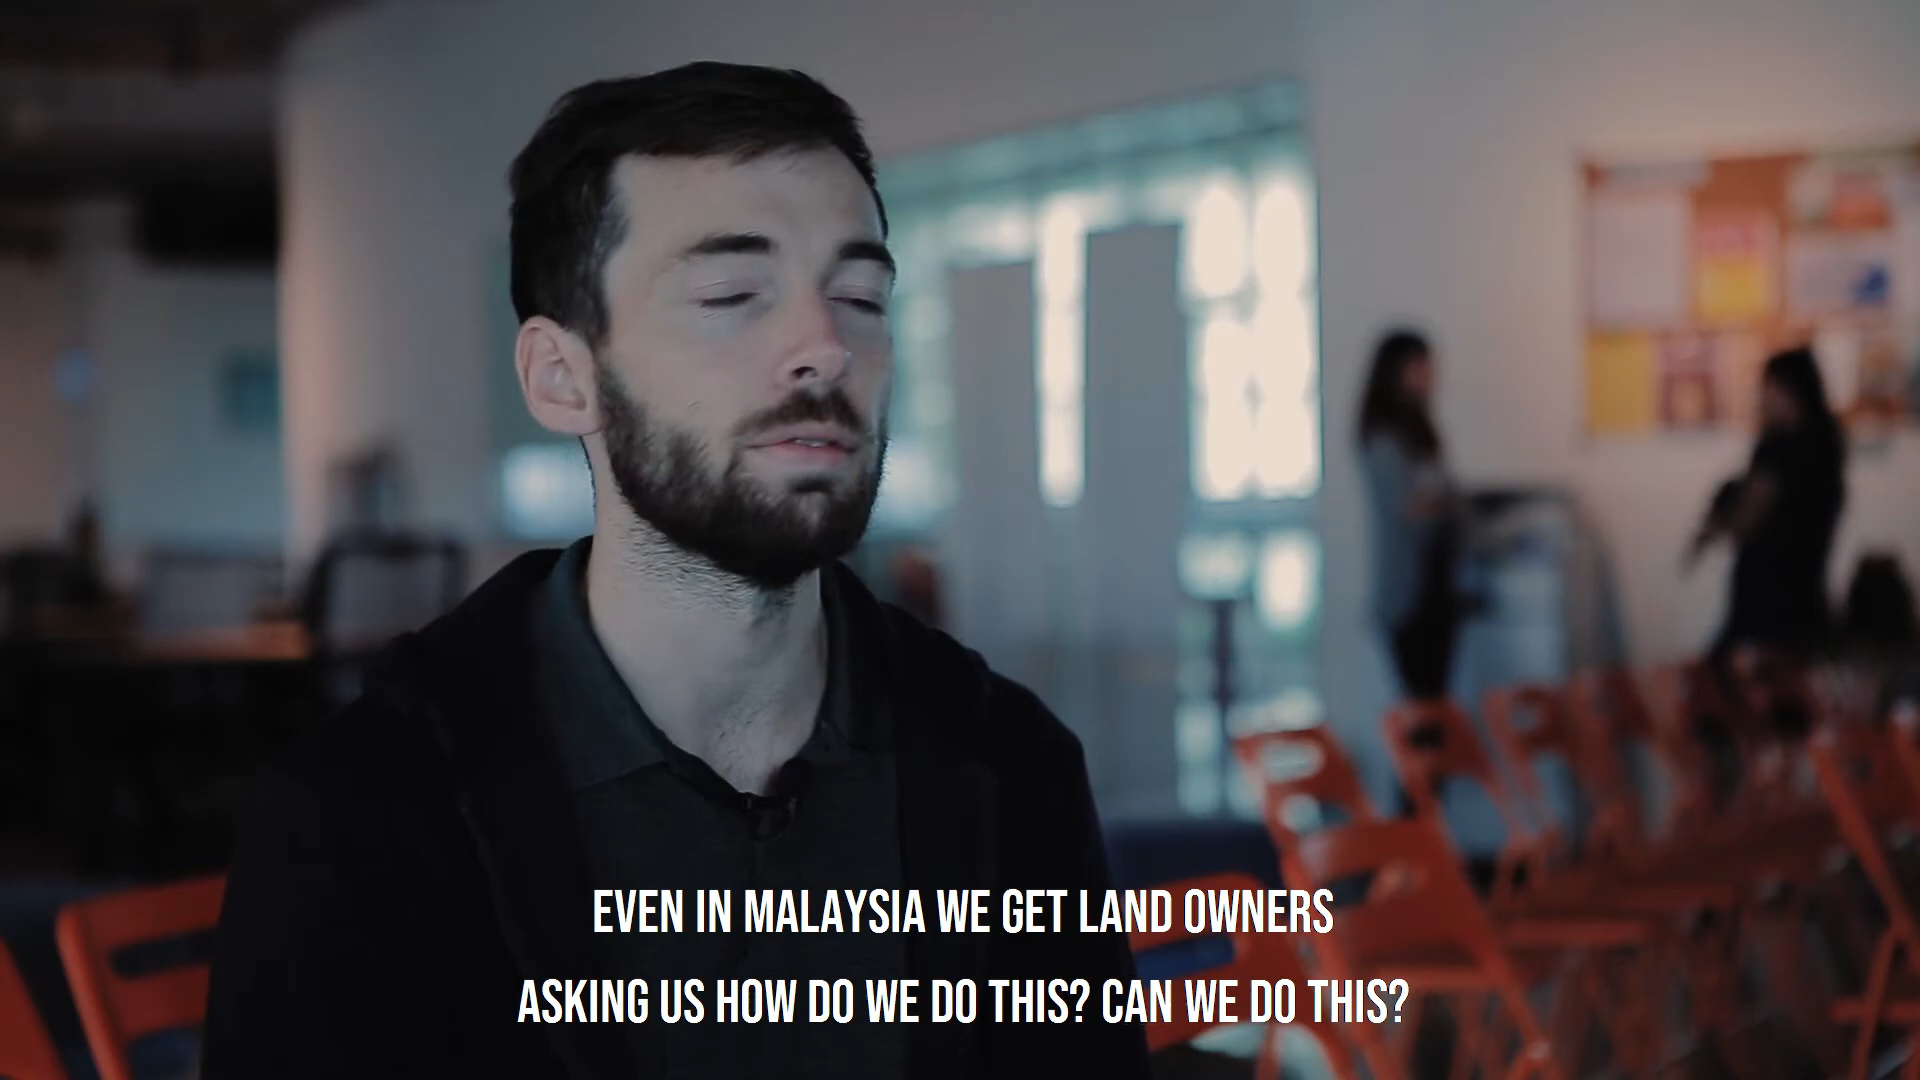 EVEN IN MALAYSIA WE GET LAND OWNERS
ASKING US HOW DO WE DO THIS? CAN WE DO THIS?